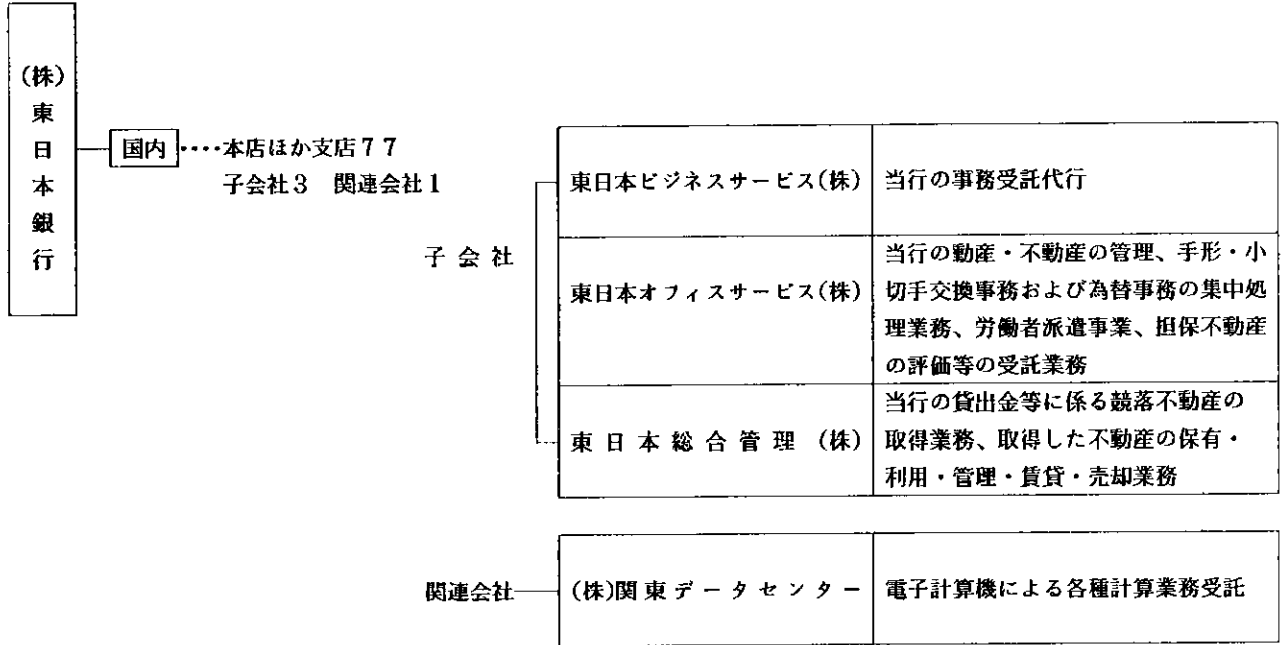 (株)東日本銀行
国内‥‥本店ほか支店77
子会社3 関連会社1
子会社
東日本ビジネスサービス(株) 当行の事務受託代行
東日本オフィスサービス(株)
当行の動産・不動産の管理、手形・小
切手交換事務および為替事務の集中処
理業務、労働者派遣事業、担保不動産
の評価等の受託業務
東日本総合管理(株)
当行の貸出金等に係る競落不動産の
取得業務、取得した不動産の保有・
利用・管理・賃貸・売却業務
関連会社
(株)関東データセンター 電子計算機による各種計算業務受託